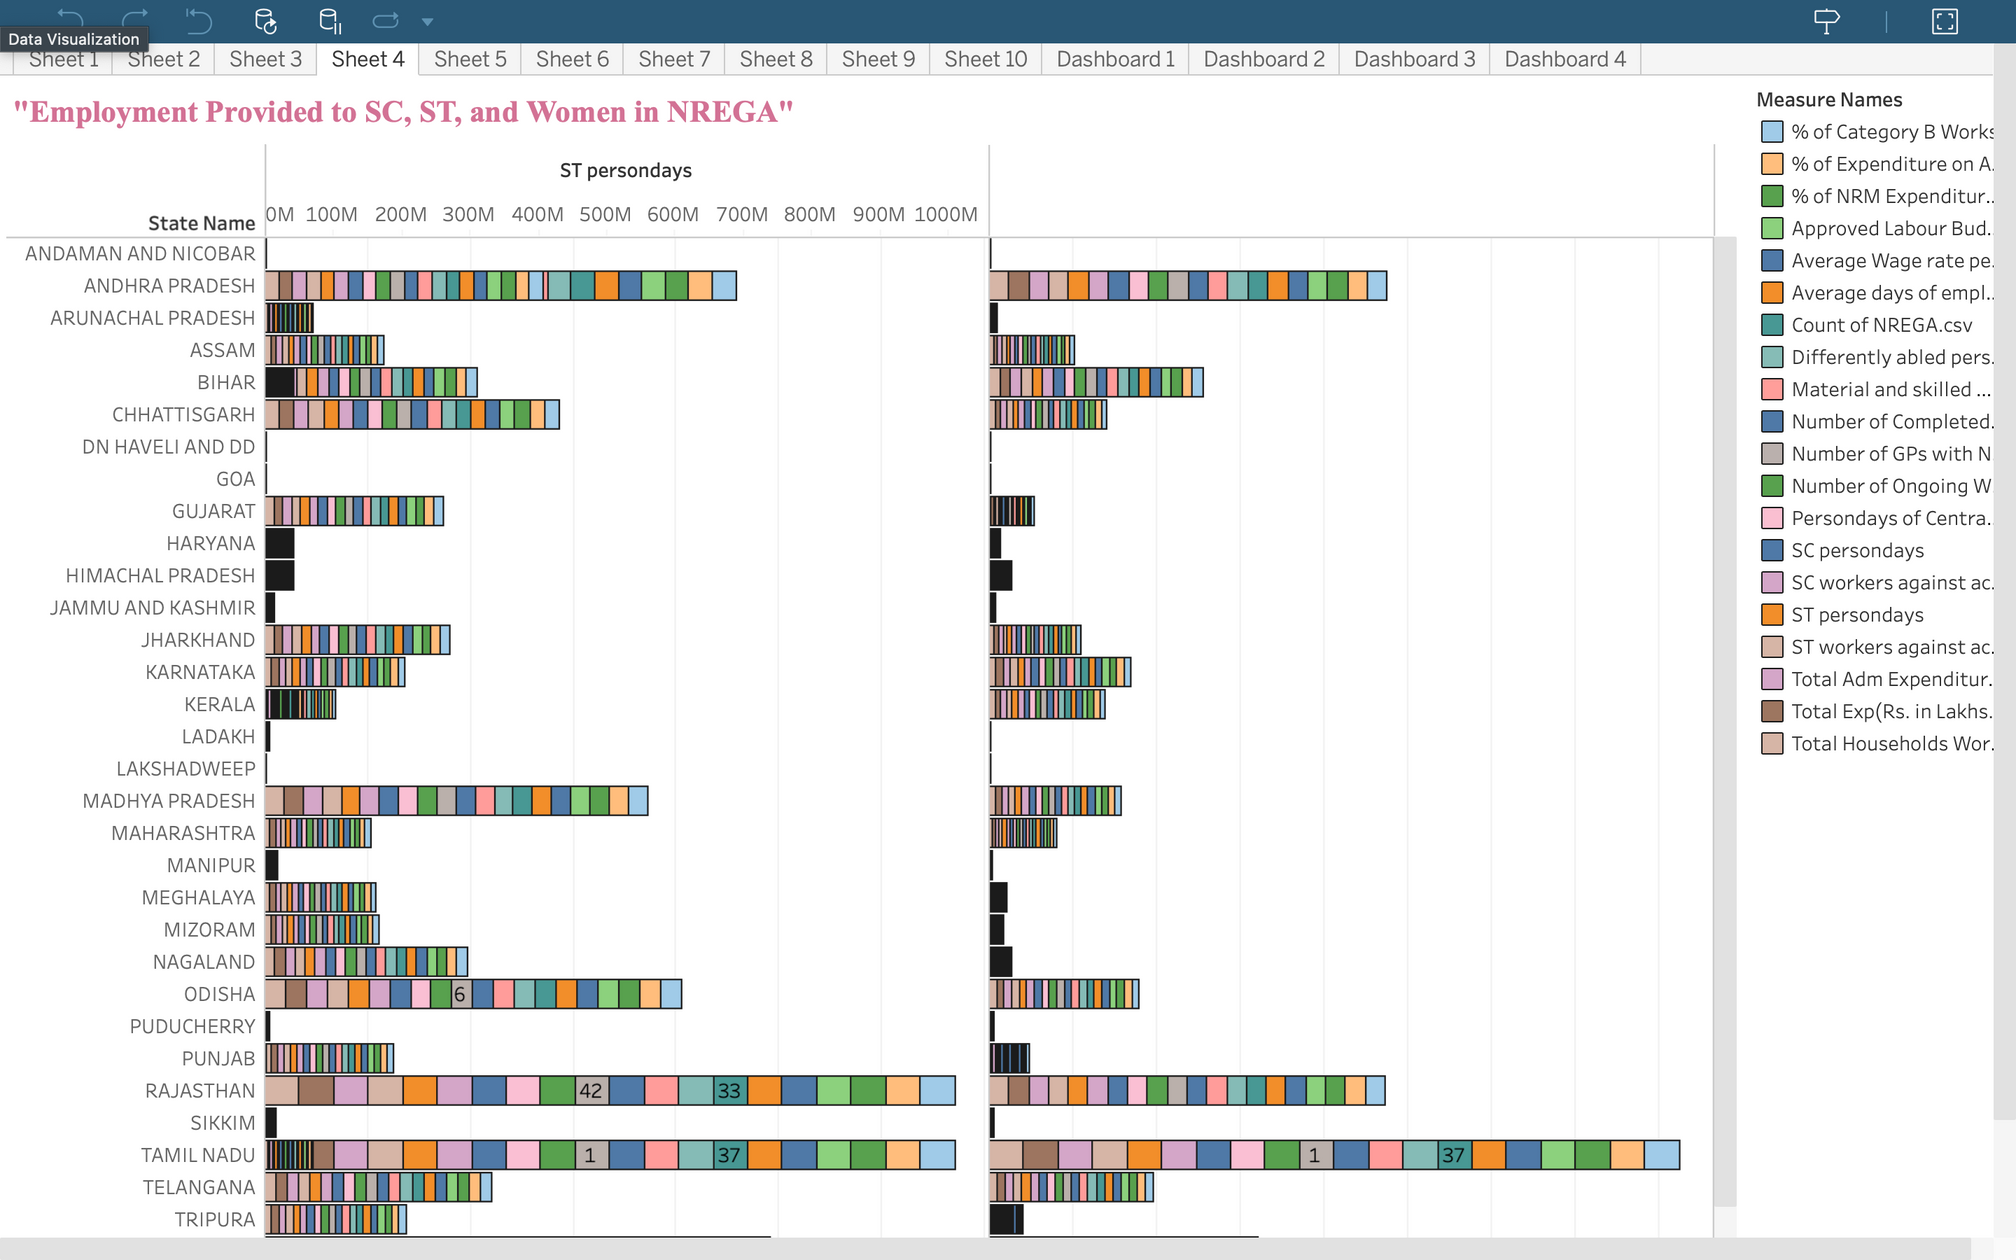 Data Visualization
Sheet 1 Sheet 2 Sheet 3 Sheet 4 Sheet 5 Sheet 6 Sheet 7 Sheet 8 Sheet 9 Sheet 10 Dashboard 1 Dashboard 2 Dashboard 3 Dashboard 4
"Employment Provided to SC, ST, and Women in NREGA"
ST persondays
0M 100M 200M 300M 400M 500M 600M 700M 800M 900M 1000M
State Name
ANDAMAN AND NICOBAR
ANDHRA PRADESH
ARUNACHAL PRADESH
ASSAM
BIHAR
CHHATTISGARH
DN HAVELI AND DD
GOA
GUJARAT
HARYANA
HIMACHAL PRADESH
JAMMU AND KASHMIR
JHARKHAND
KARNATAKA
KERALA
LADAKH
LAKSHADWEEP
MADHYA PRADESH
MAHARASHTRA
MANIPUR
MEGHALAYA
MIZORAM
NAGALAND
ODISHA 6
PUDUCHERRY
PUNJAB
RAJASTHAN 42 33
SIKKIM
TAMIL NADU 1 37 1 37
TELANGANA
TRIPURA
Measure Names
% of Category B Works
% of Expenditure on A.
% of NRM Expenditur..
Approved Labour Bud.
Average Wage rate pe.
Average days of empl..
Count of NREGA.csv
Differently abled pers.
Material and skilled ...
Number of Completed.
Number of GPs with N
Number of Ongoing W
Persondays of Centra..
SC persondays
SC workers against ac.
ST persondays
ST workers against ac.
Total Adm Expenditur.
Total Exp(Rs. in Lakhs.
Total Households Wor.